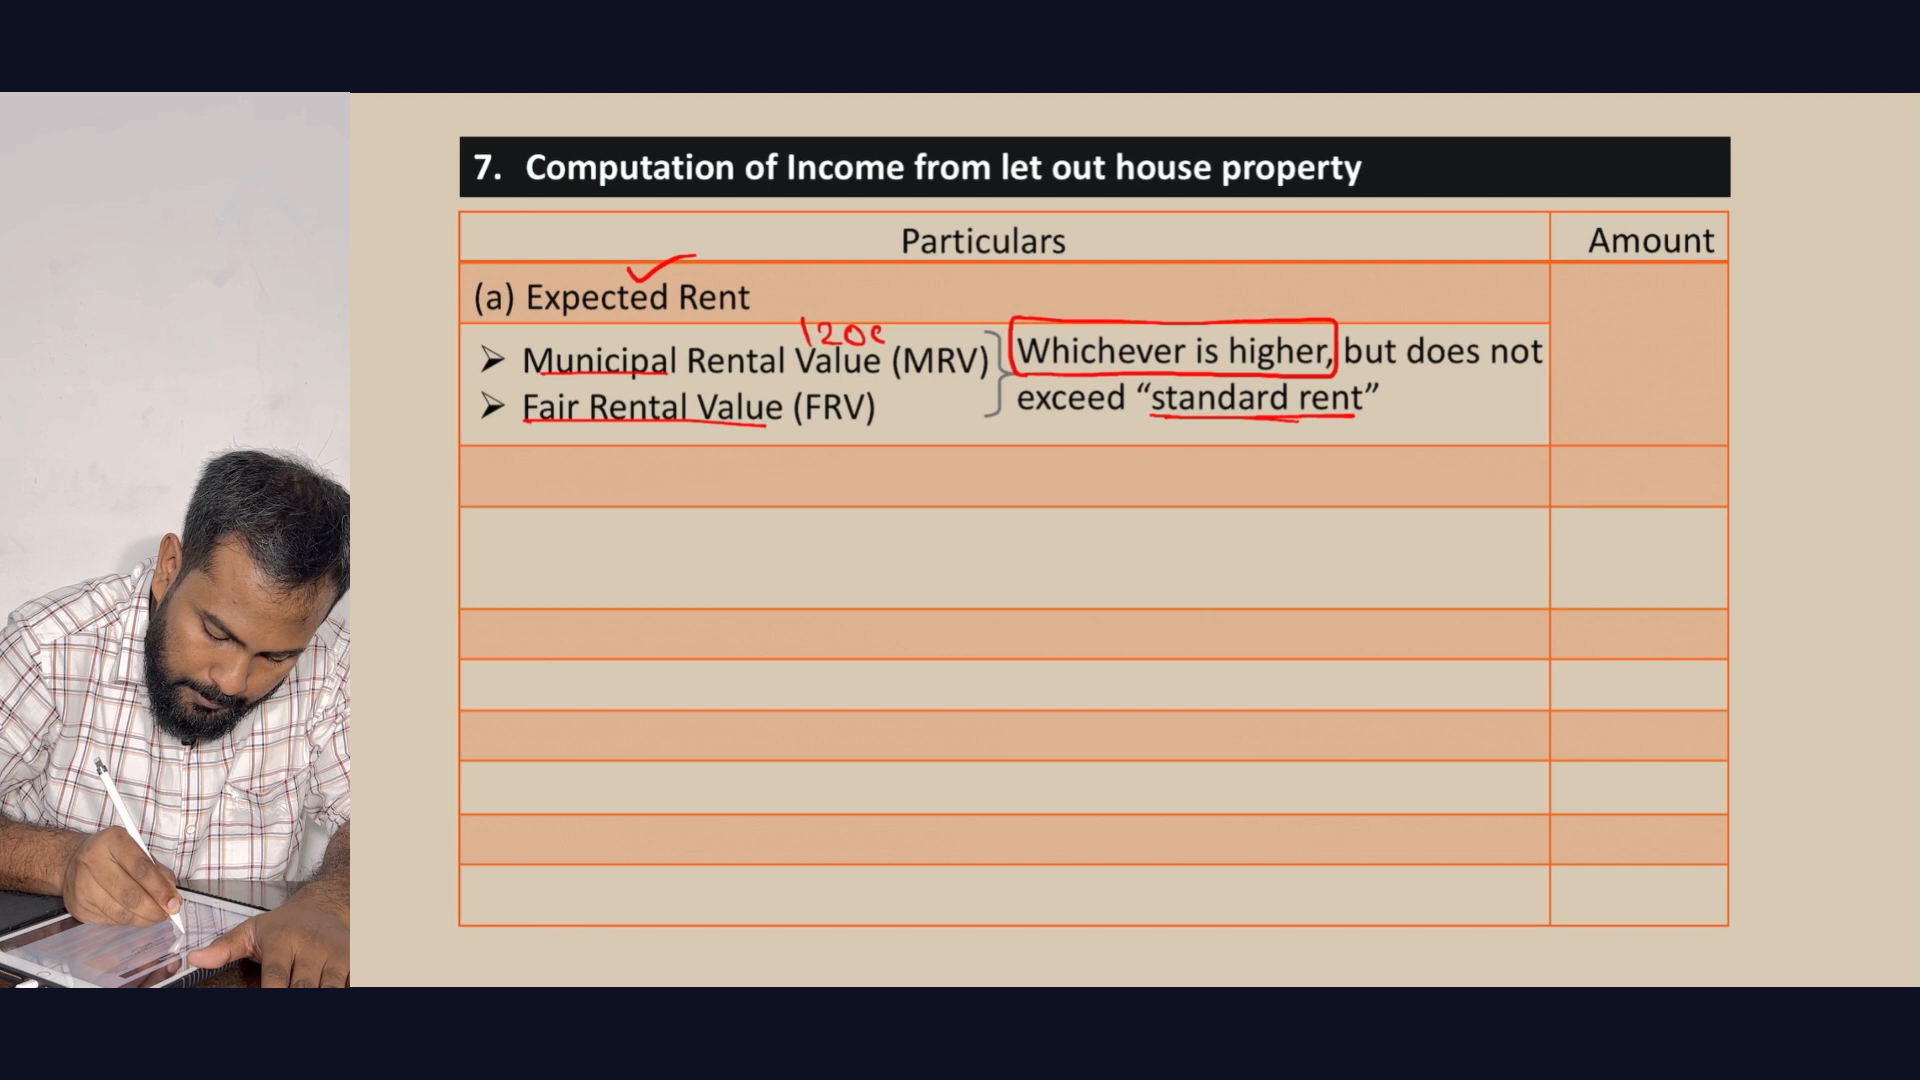 7. Computation of Income from let out house property
Particulars
Amount
(a) Expected Rent
➢ Municipal Rental Value (MRV)
➢ Fair Rental Value (FRV)
Whichever is higher, but does not
exceed “standard rent”